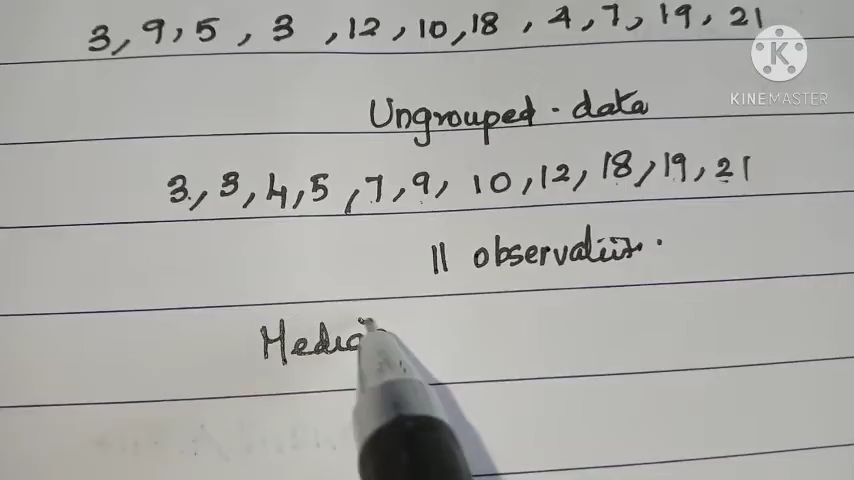 3, 9, 5, 3, 12, 10, 18, 4, 7, 19, 21
K
KINEMASTER
Ungrouped - data
3, 3, 4, 5, 7, 9, 10, 12, 18, 19, 21
11 observation.
Media